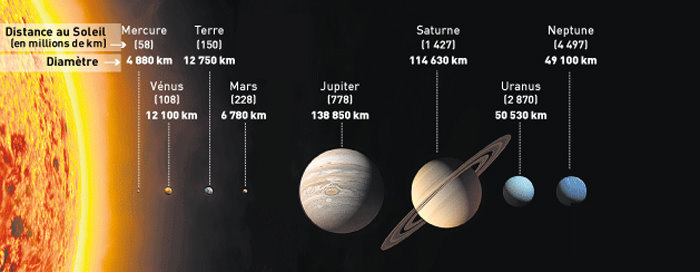 Distance au Soleil
(en millions de km)
Diamètre
Mercure
(58)
4 880 km
Vénus
(108)
12 100 km
Terre
(150)
12 750 km
Mars
(228)
6 780 km
Jupiter
(778)
138 850 km
Saturne
(1 427)
114 630 km
Uranus
(2 870)
50 530 km
Neptune
(4 497)
49 100 km